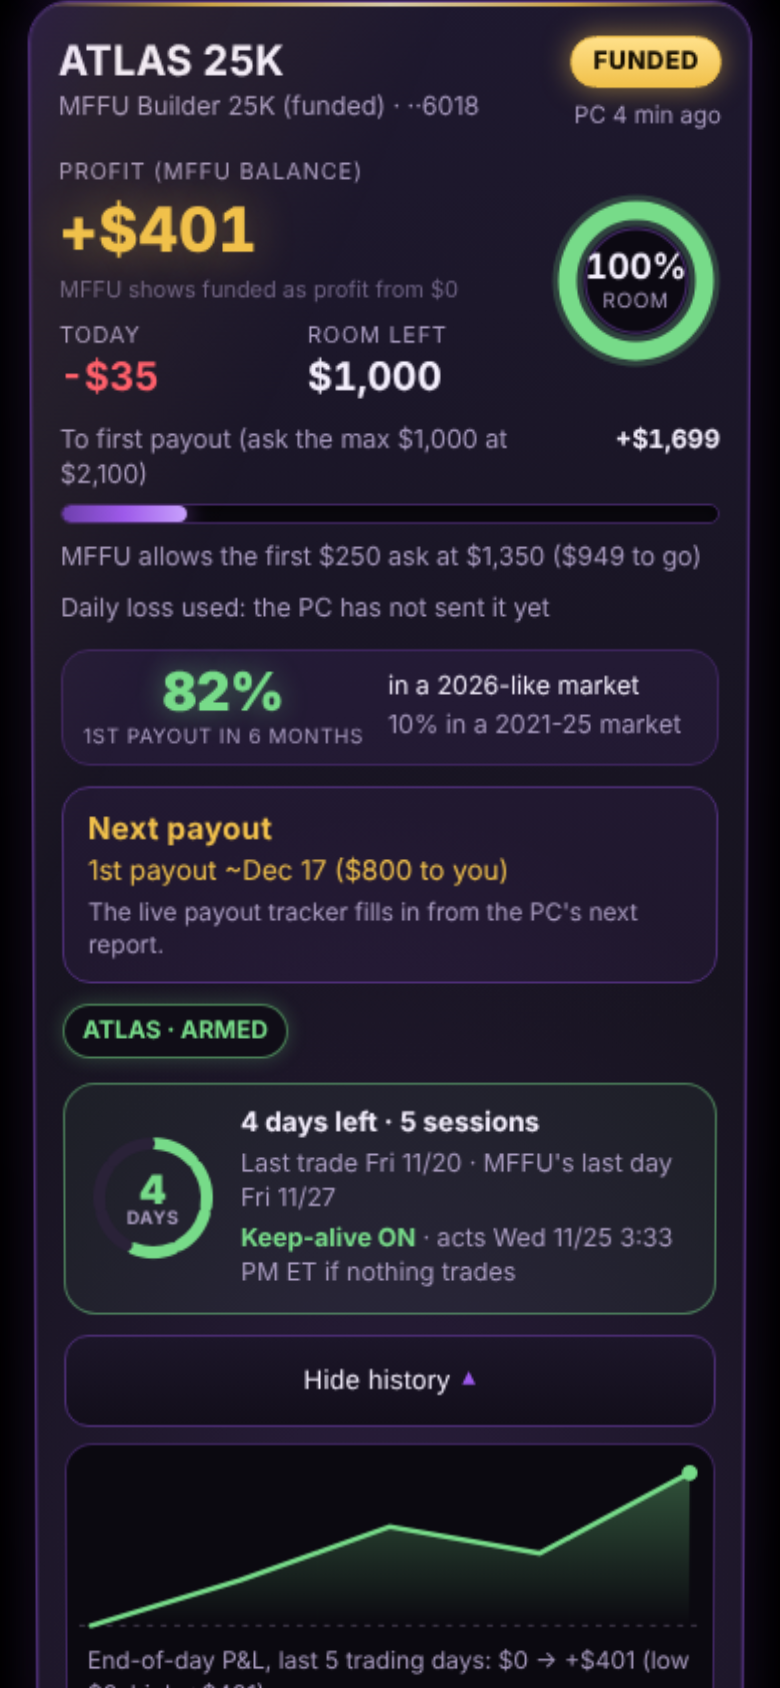 ATLAS 25K
FUNDED
MFFU Builder 25K (funded) · ··6018
PC 4 min ago
PROFIT (MFFU BALANCE)
+$401
MFFU shows funded as profit from $0
100%
ROOM
TODAY
ROOM LEFT
-$35
$1,000
To first payout (ask the max $1,000 at
$2,100)
+$1,699
MFFU allows the first $250 ask at $1,350 ($949 to go)
Daily loss used: the PC has not sent it yet
82%
1ST PAYOUT IN 6 MONTHS
in a 2026-like market
10% in a 2021-25 market
Next payout
1st payout ~Dec 17 ($800 to you)
The live payout tracker fills in from the PC's next
report.
ATLAS · ARMED
4
DAYS
4 days left · 5 sessions
Last trade Fri 11/20 · MFFU's last day
Fri 11/27
Keep-alive ON · acts Wed 11/25 3:33
PM ET if nothing trades
Hide history ▲
End-of-day P&L, last 5 trading days: $0 → +$401 (low